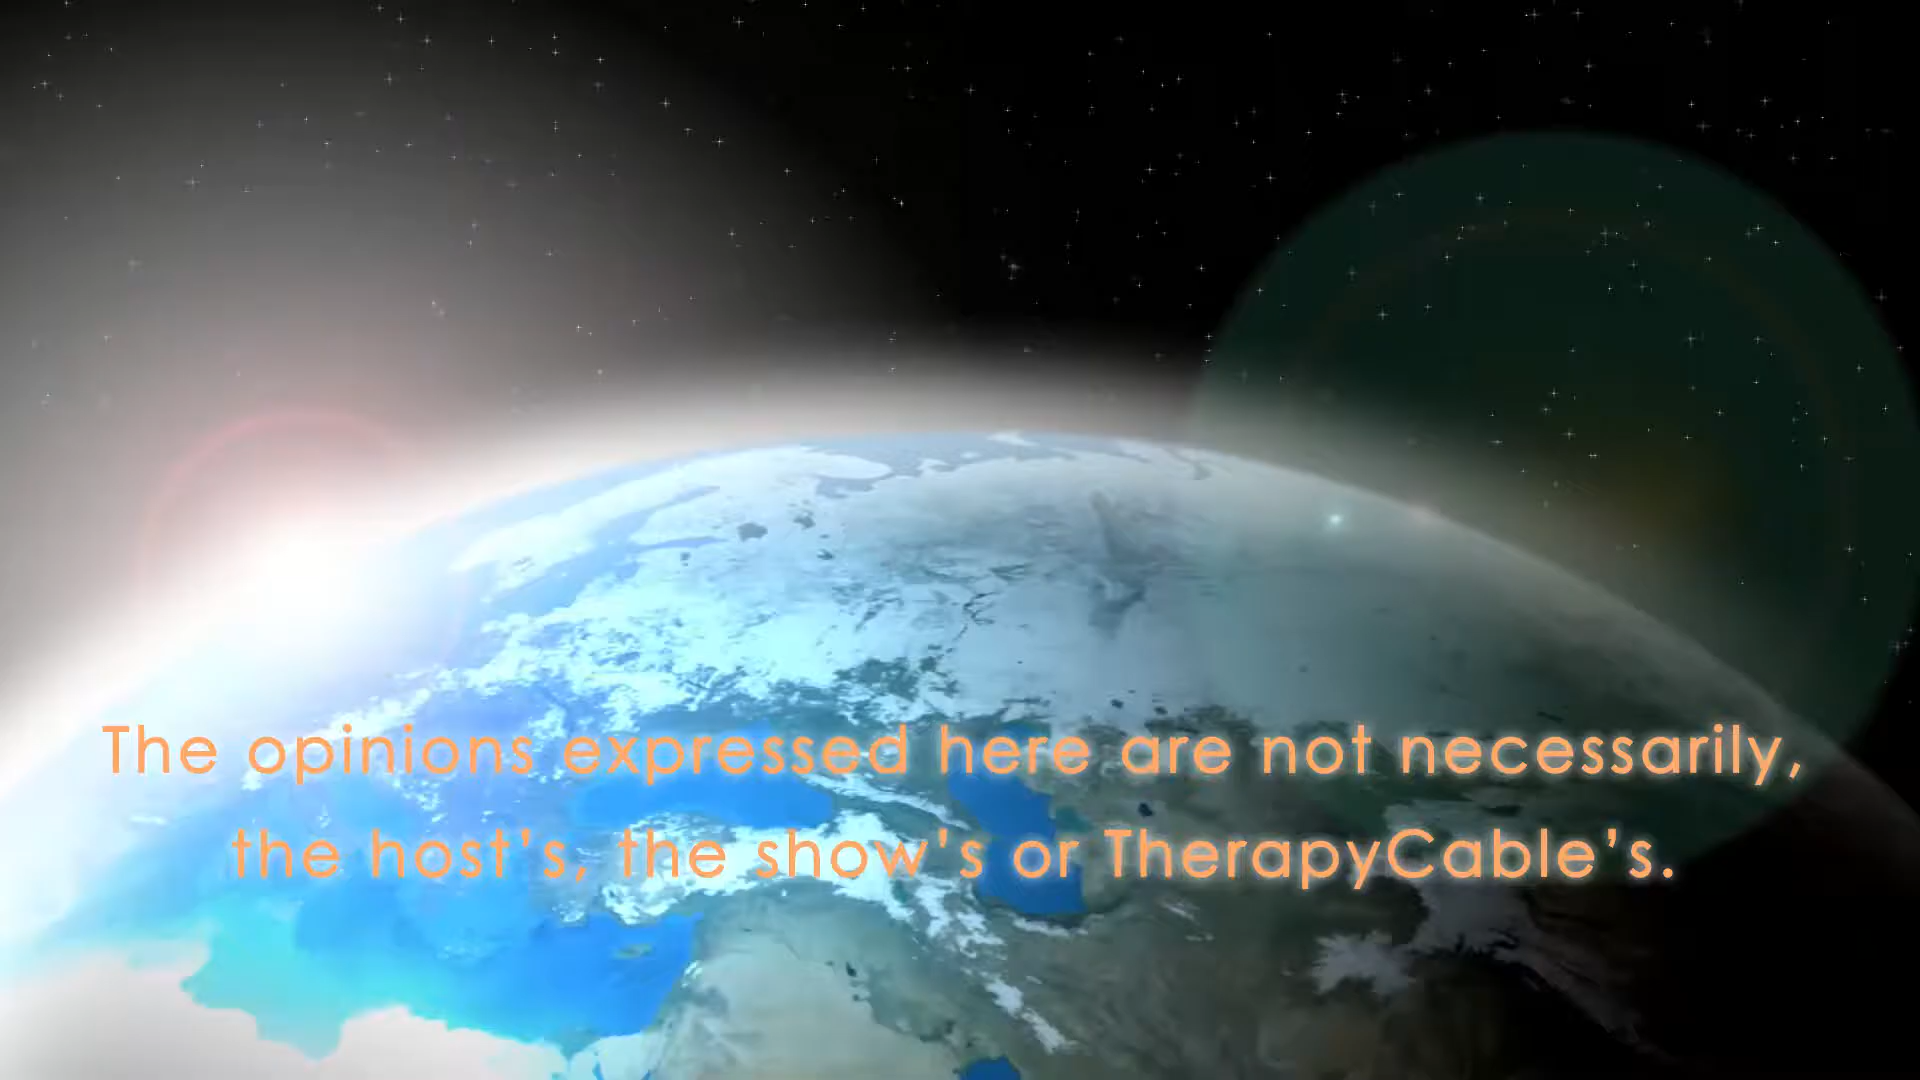 The opinions expressed here are not necessarily,
the host’s, the show’s or TherapyCable’s.